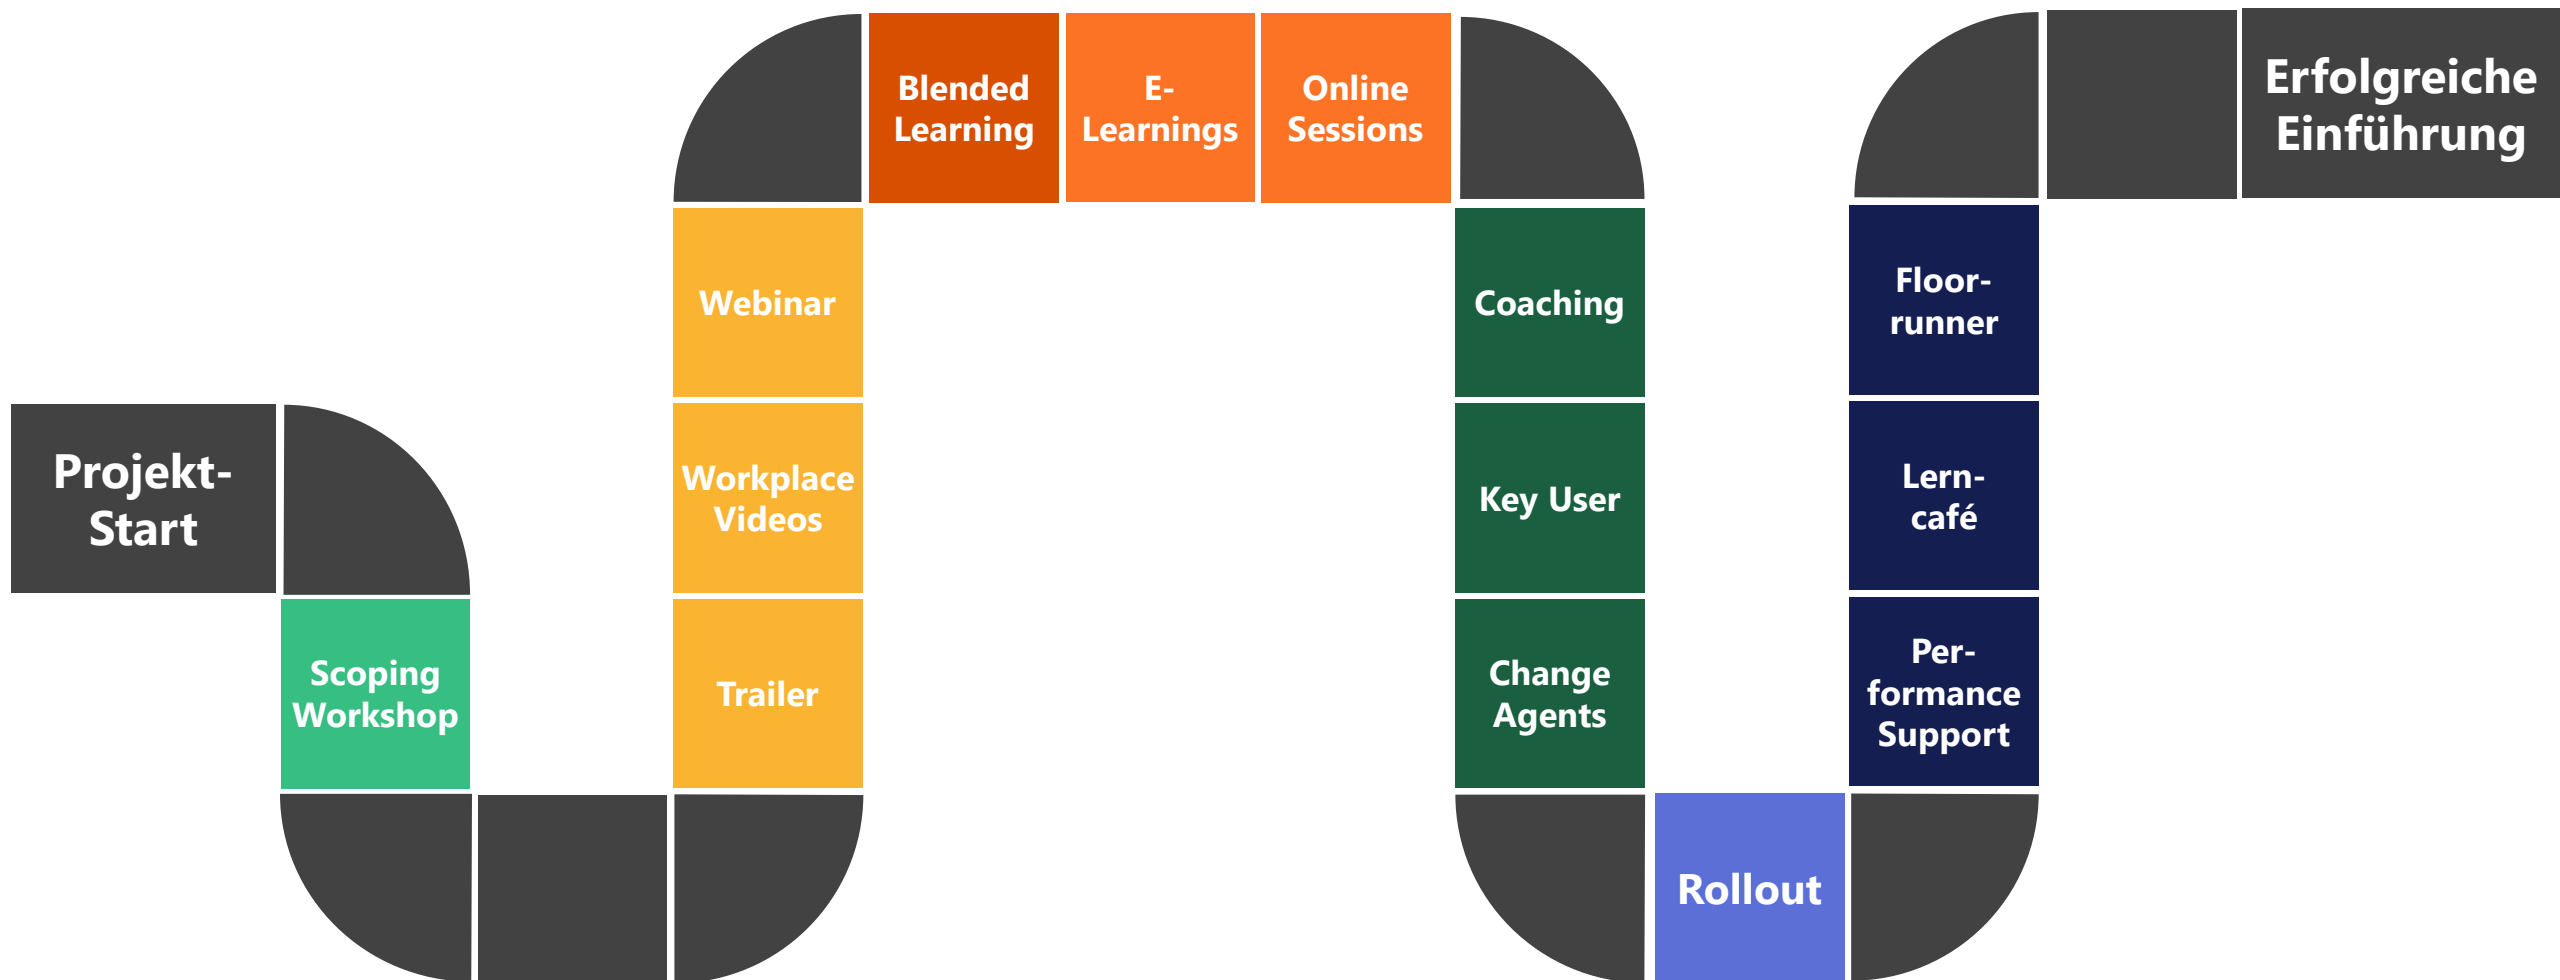 Projekt-
Start
Scoping
Workshop
Trailer
Workplace
Videos
Webinar
Blended
Learning
E-
Learnings
Online
Sessions
Coaching
Key User
Change
Agents
Rollout
Per-
formance
Support
Lern-
café
Floor-
runner
Erfolgreiche
Einführung